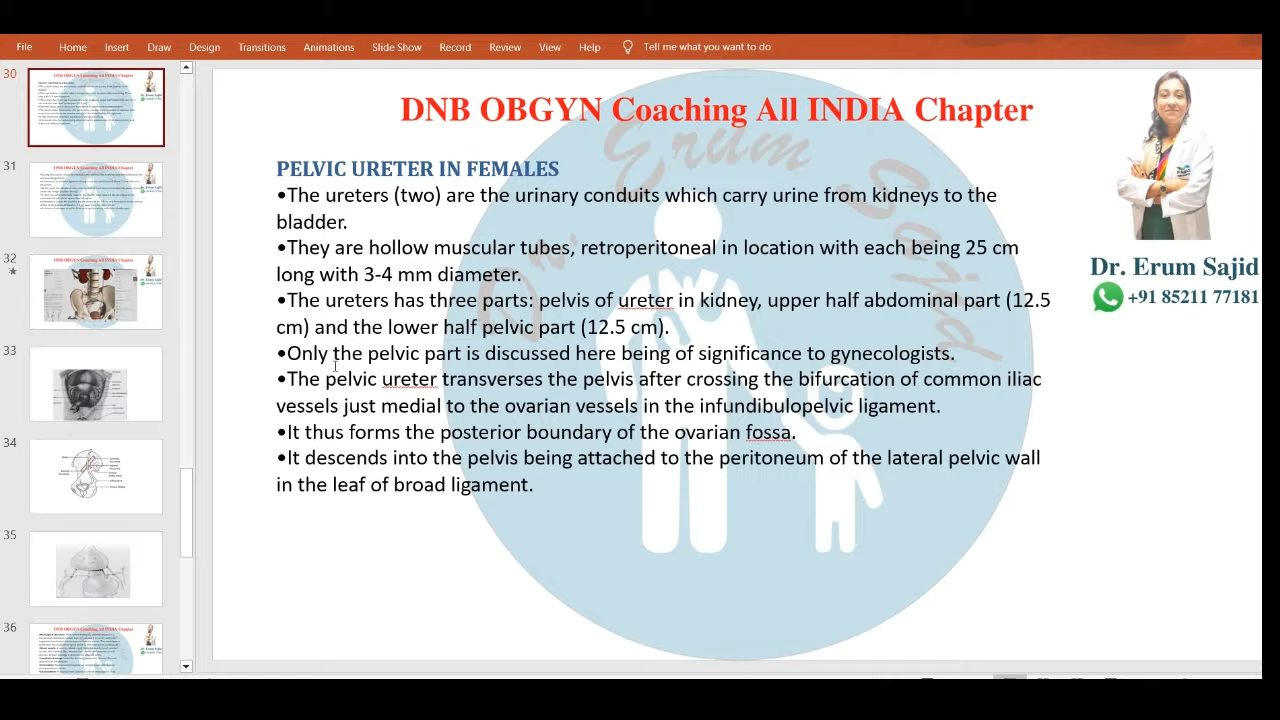 File Home Insert Draw Design Transitions Animations Slide Show Record Review View Help Tell me what you want to do
30
31
32
33
34
35
36
DNB OBGYN Coaching All INDIA Chapter
PELVIC URETER IN FEMALES
•The ureters (two) are the urinary conduits which carry urine from kidneys to the
bladder.
•They are hollow muscular tubes, retroperitoneal in location with each being 25 cm
long with 3-4 mm diameter.
•The ureters has three parts: pelvis of ureter in kidney, upper half abdominal part (12.5
cm) and the lower half pelvic part (12.5 cm).
•Only the pelvic part is discussed here being of significance to gynecologists.
•The pelvic ureter transverses the pelvis after crossing the bifurcation of common iliac
vessels just medial to the ovarian vessels in the infundibulopelvic ligament.
•It thus forms the posterior boundary of the ovarian fossa.
•It descends into the pelvis being attached to the peritoneum of the lateral pelvic wall
in the leaf of broad ligament.
Dr. Erum Sajid
+91 85211 77181